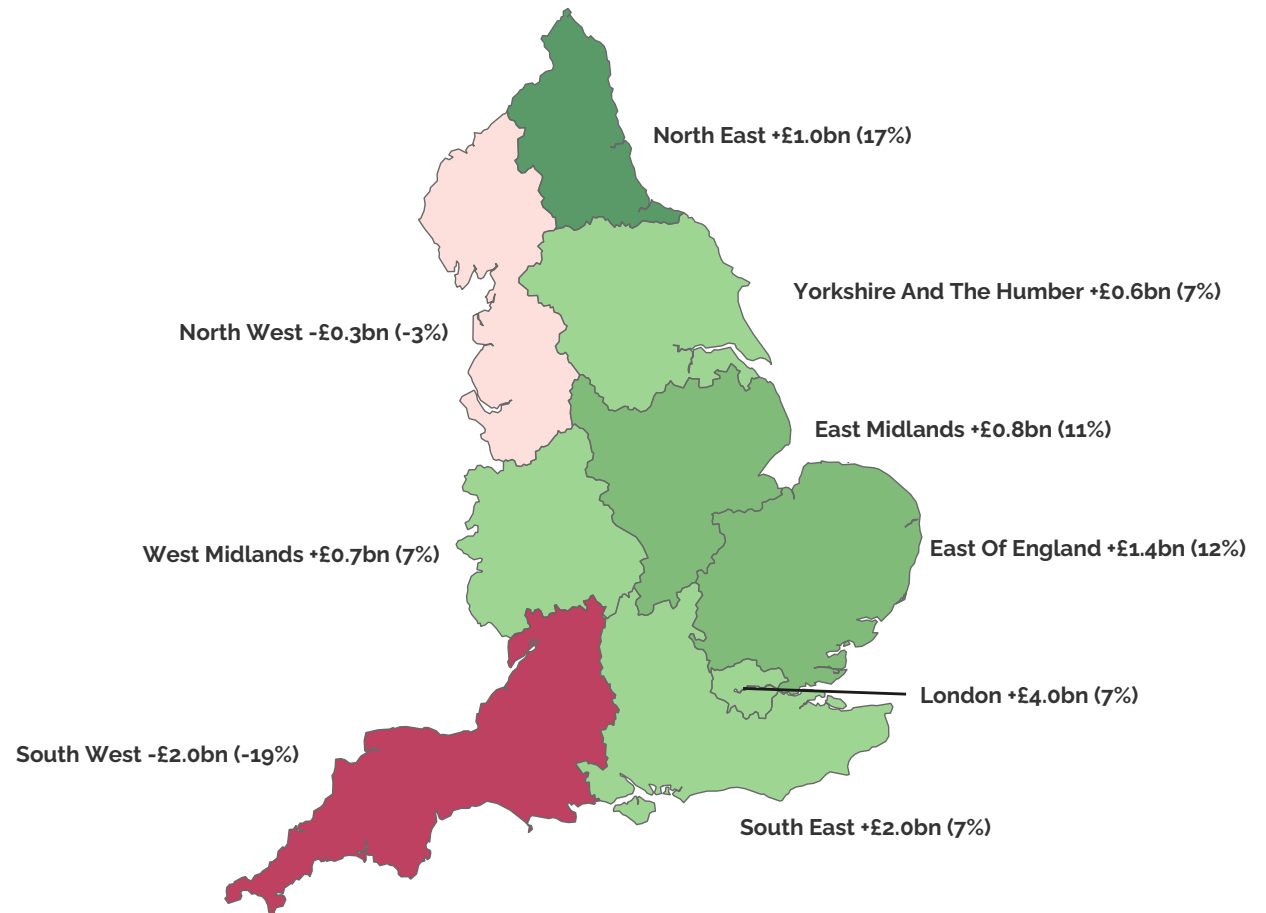 North East +£1.0bn (17%)
Yorkshire And The Humber +£0.6bn (7%)
North West -£0.3bn (-3%)
East Midlands +£0.8bn (11%)
West Midlands +£0.7bn (7%)
East Of England +£1.4bn (12%)
London +£4.0bn (7%)
South West -£2.0bn (-19%)
South East +£2.0bn (7%)